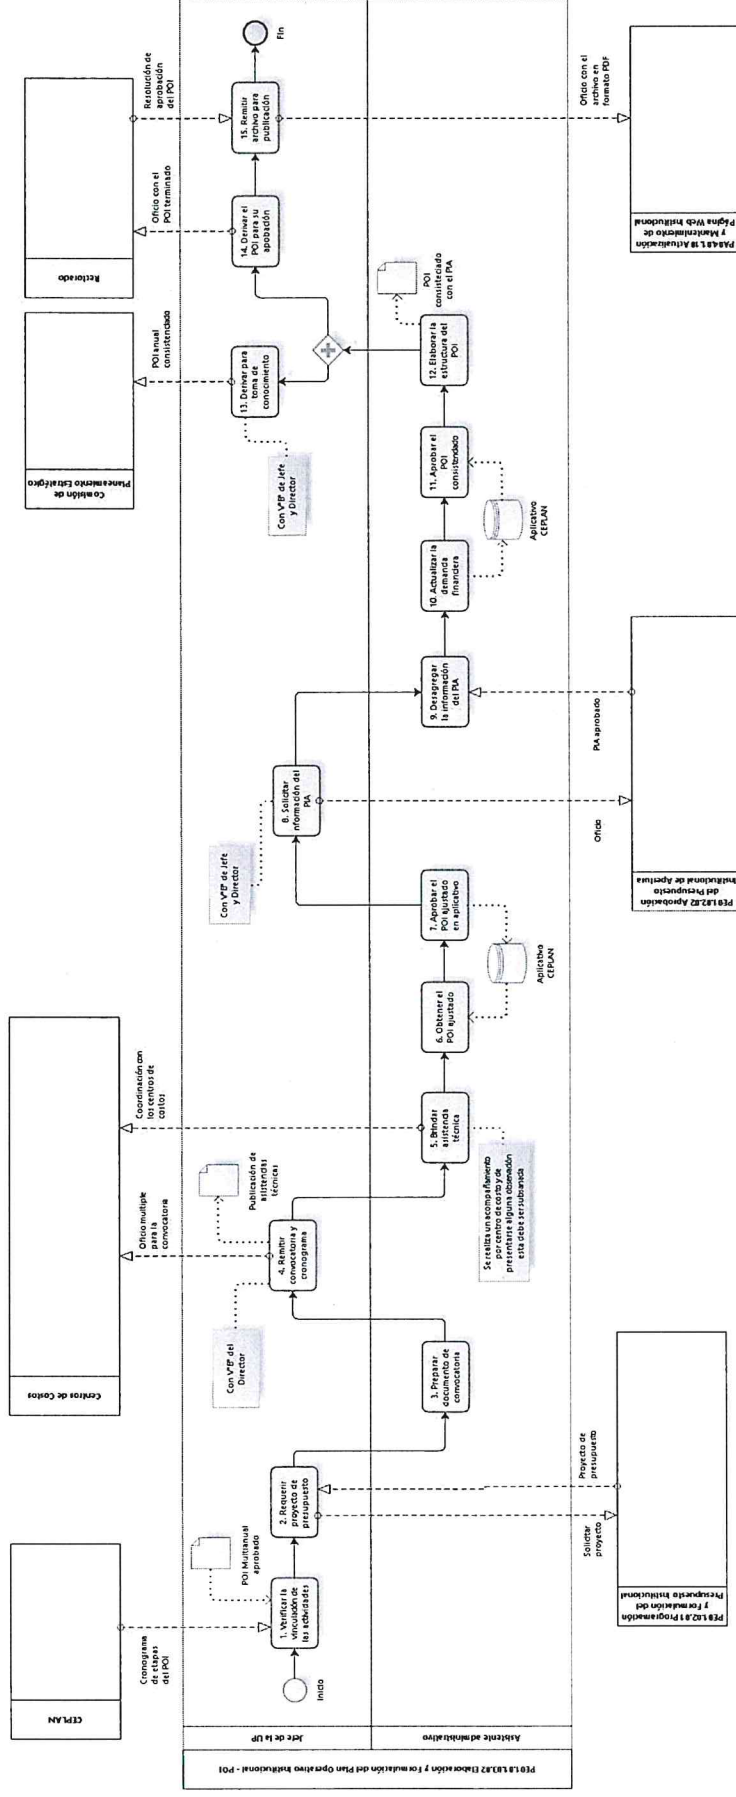 PE01.01.03.02 Elaboración y Formulación del Plan Operativo Institucional - POI
Jefe de la UP
Asistente administrativo
CEPLAN
Cronograma
de etapas
del POI
Inicio
1. Verificar la
vinculación de
las actividades
POI Multianual
aprobado
2. Requerir
proyecto de
presupuesto
Solicitar
proyecto
Proyecto de
presupuesto
PE01.02.01 Programación
y Formulación del
Presupuesto Institucional
3. Preparar
documento de
convocatoria
Centros de Costos
Con V°B° del
Director
4. Remitir
convocatoria y
cronograma
Oficio multiple
para la
convocatoria
Publicación de
asistencias
técnicas
5. Brindar
asistencia
técnica
Coordinación con
los centros de
costos
Se realiza un acompañamiento
por centro de costo y de
presentarse alguna observación
esta debe ser subsanada
6. Obtener el
POI ajustado
7. Aprobar el
POI ajustado
en aplicativo
Aplicativo
CEPLAN
Con V°B° de Jefe
y Director
8. Solicitar
nformación del
PIA
Oficio
PIA aprobado
PE01.02.02 Aprobación
del Presupuesto
Institucional de Apertura
9. Desagregar
la información
del PIA
10. Actualizar la
demanda
financiera
11. Aprobar el
POI
consistendado
Aplicativo
CEPLAN
12. Elaborar la
estructura del
POI
POI
consisteciado
con el PIA
Comisión de
Planeamiento Estratégico
POI anual
consistendado
Con V°B° de Jefe
y Director
13. Derivar para
toma de
conocimiento
Rectorado
Oficio con el
POI terminado
Resolución de
aprobación
del POI
14. Derivar el
POI para su
apobación
15. Remitir
archivo para
publicación
Fin
Oficio con el
archivo en
formato PDF
PA04.01.10 Actualización
y Mantenimiento de
Página Web Institucional